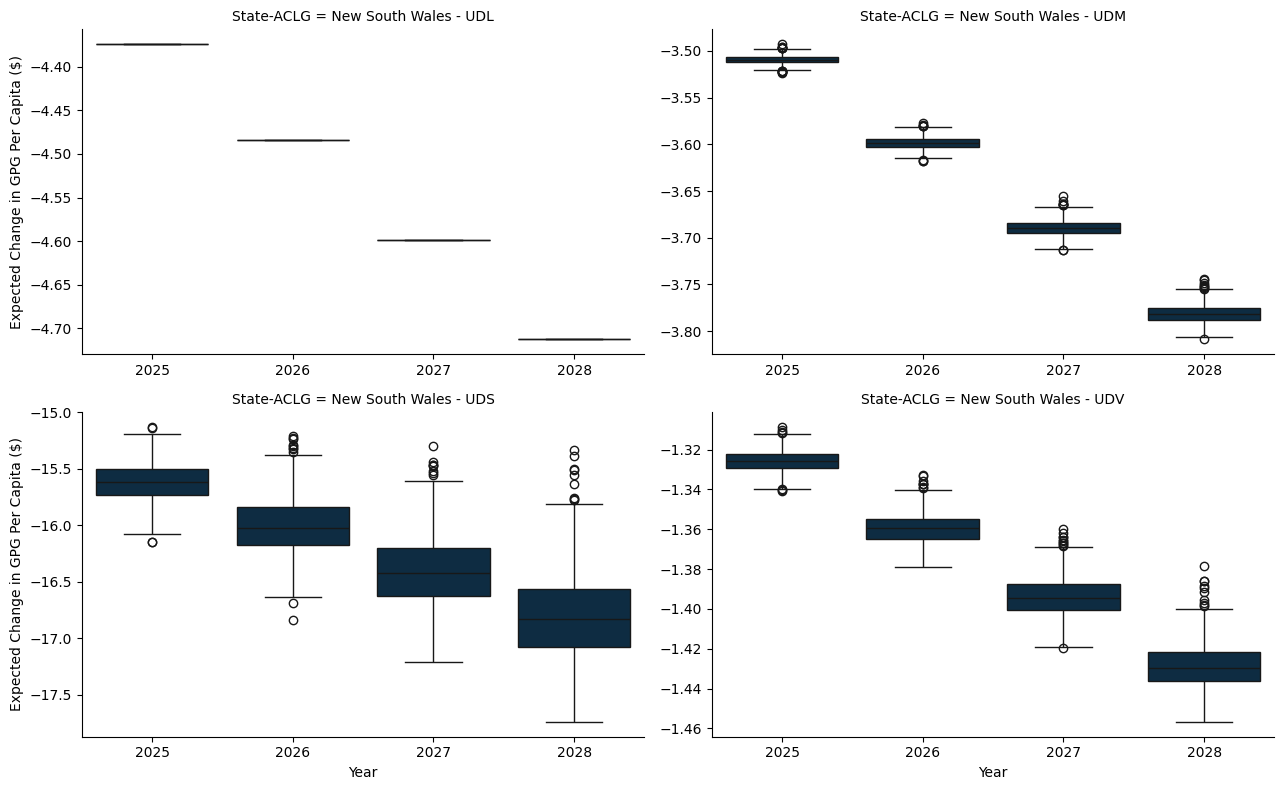 State-ACLG = New South Wales - UDL
Expected Change in GPG Per Capita ($)
−4.40
−4.45
−4.50
−4.55
−4.60
−4.65
−4.70
2025 2026 2027 2028
State-ACLG = New South Wales - UDM
−3.50
−3.55
−3.60
−3.65
−3.70
−3.75
−3.80
2025 2026 2027 2028
State-ACLG = New South Wales - UDS
Expected Change in GPG Per Capita ($)
−15.0
−15.5
−16.0
−16.5
−17.0
−17.5
2025 2026 2027 2028
Year
State-ACLG = New South Wales - UDV
−1.32
−1.34
−1.36
−1.38
−1.40
−1.42
−1.44
−1.46
2025 2026 2027 2028
Year